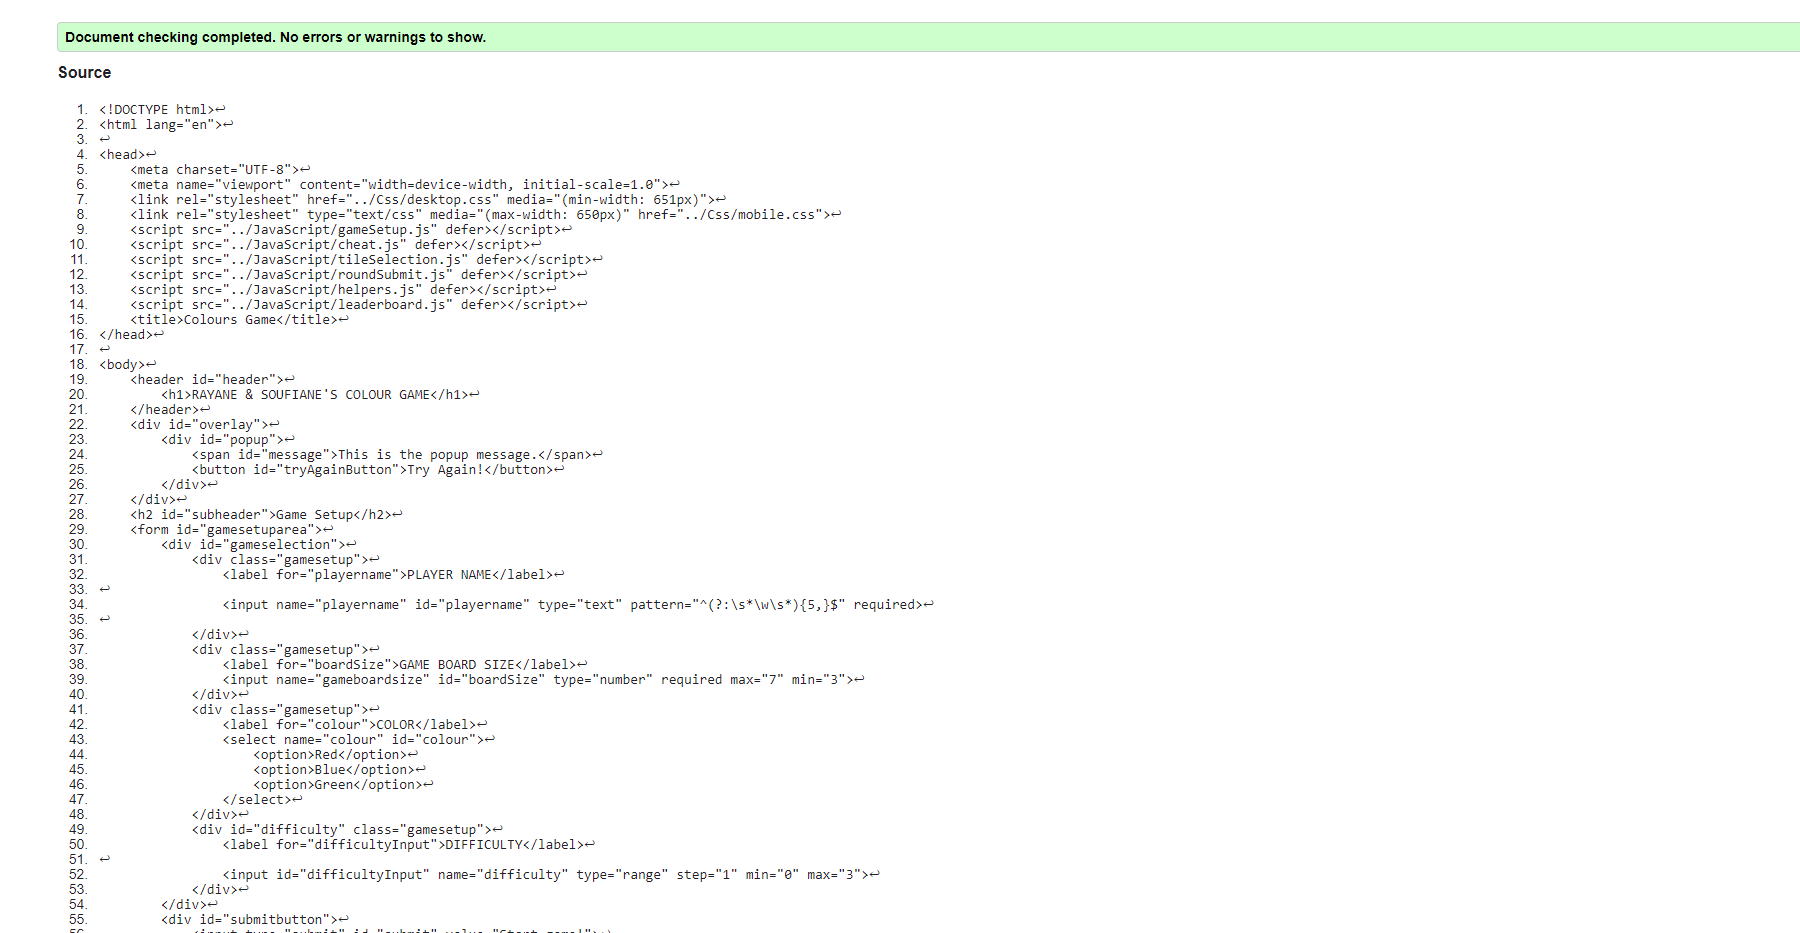 Document checking completed. No errors or warnings to show.
Source
1. <!DOCTYPE html>↩
2. <html lang="en">↩
3. ↩
4. <head>↩
5.     <meta charset="UTF-8">↩
6.     <meta name="viewport" content="width=device-width, initial-scale=1.0">↩
7.     <link rel="stylesheet" href="../Css/desktop.css" media="(min-width: 651px)">↩
8.     <link rel="stylesheet" type="text/css" media="(max-width: 650px)" href="../Css/mobile.css">↩
9.     <script src="../JavaScript/gameSetup.js" defer></script>↩
10.     <script src="../JavaScript/cheat.js" defer></script>↩
11.     <script src="../JavaScript/tileSelection.js" defer></script>↩
12.     <script src="../JavaScript/roundSubmit.js" defer></script>↩
13.     <script src="../JavaScript/helpers.js" defer></script>↩
14.     <script src="../JavaScript/leaderboard.js" defer></script>↩
15.     <title>Colours Game</title>↩
16. </head>↩
17. ↩
18. <body>↩
19.     <header id="header">↩
20.         <h1>RAYANE & SOUFIANE'S COLOUR GAME</h1>↩
21.     </header>↩
22.     <div id="overlay">↩
23.         <div id="popup">↩
24.             <span id="message">This is the popup message.</span>↩
25.             <button id="tryAgainButton">Try Again!</button>↩
26.         </div>↩
27.     </div>↩
28.     <h2 id="subheader">Game Setup</h2>↩
29.     <form id="gamesetuparea">↩
30.         <div id="gameselection">↩
31.             <div class="gamesetup">↩
32.                 <label for="playername">PLAYER NAME</label>↩
33. ↩
34.                 <input name="playername" id="playername" type="text" pattern="^(?:\s*\w\s*){5,}$" required>↩
35. ↩
36.             </div>↩
37.             <div class="gamesetup">↩
38.                 <label for="boardSize">GAME BOARD SIZE</label>↩
39.                 <input name="gameboardsize" id="boardSize" type="number" required max="7" min="3">↩
40.             </div>↩
41.             <div class="gamesetup">↩
42.                 <label for="colour">COLOR</label>↩
43.                 <select name="colour" id="colour">↩
44.                     <option>Red</option>↩
45.                     <option>Blue</option>↩
46.                     <option>Green</option>↩
47.                 </select>↩
48.             </div>↩
49.             <div id="difficulty" class="gamesetup">↩
50.                 <label for="difficultyInput">DIFFICULTY</label>↩
51. ↩
52.                 <input id="difficultyInput" name="difficulty" type="range" step="1" min="0" max="3">↩
53.             </div>↩
54.         </div>↩
55.         <div id="submitbutton">↩